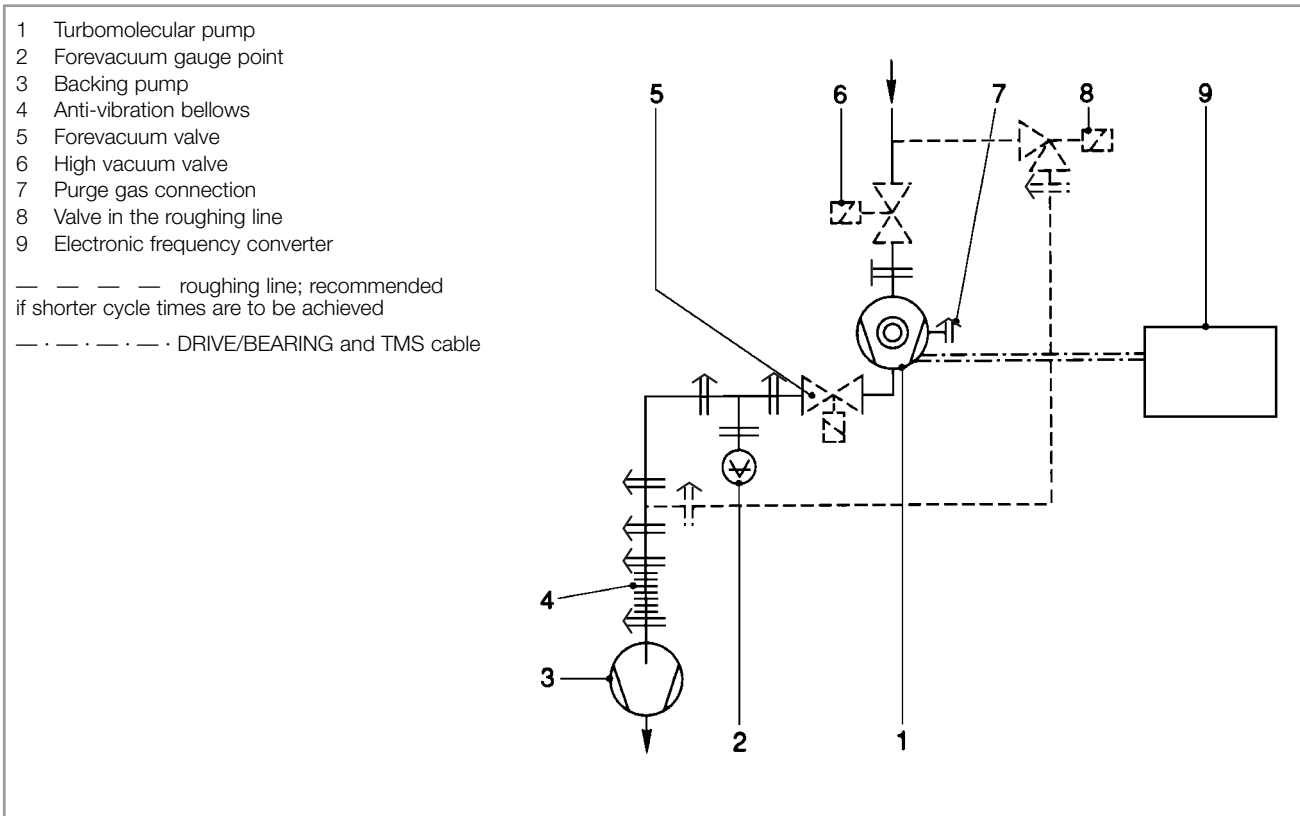 1 Turbomolecular pump
2 Forevacuum gauge point
3 Backing pump
4 Anti-vibration bellows
5 Forevacuum valve
6 High vacuum valve
7 Purge gas connection
8 Valve in the roughing line
9 Electronic frequency converter
— — — — roughing line; recommended
if shorter cycle times are to be achieved
— · — · — · — · DRIVE/BEARING and TMS cable
5
6
7
8
9
4
3
2
1